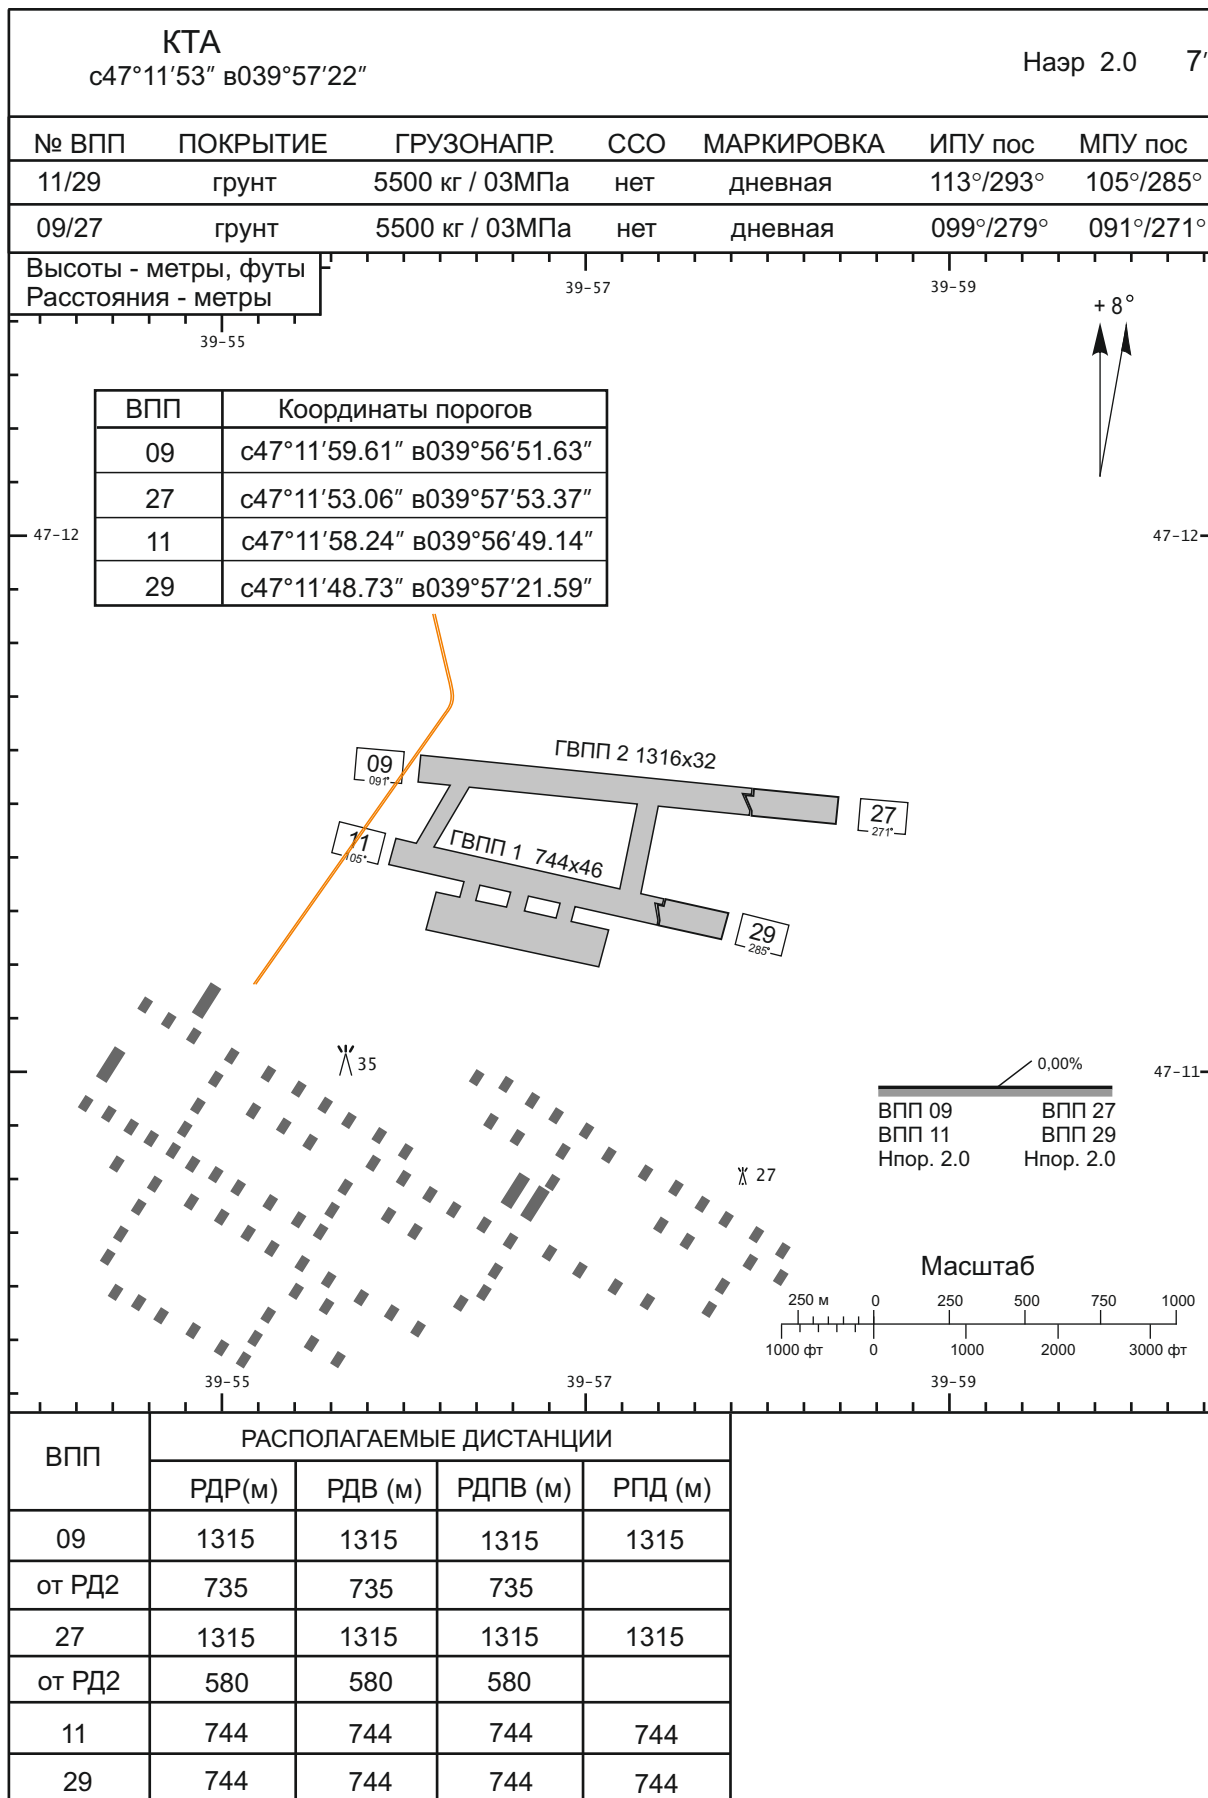 КТА
с47°11′53″ в039°57′22″
Наэр 2.0 7′
№ ВПП ПОКРЫТИЕ ГРУЗОНАПР. ССО МАРКИРОВКА ИПУ пос МПУ пос
11/29 грунт 5500 кг / 03МПа нет дневная 113°/293° 105°/285°
09/27 грунт 5500 кг / 03МПа нет дневная 099°/279° 091°/271°
Высоты - метры, футы
Расстояния - метры
39-57 39-59
39-55
+ 8°
ВПП Координаты порогов
09 с47°11′59.61″ в039°56′51.63″
27 с47°11′53.06″ в039°57′53.37″
11 с47°11′58.24″ в039°56′49.14″
29 с47°11′48.73″ в039°57′21.59″
47-12 47-12
ГВПП 2 1316х32
09
091°
27
271°
11
105°
ГВПП 1 744х46
29
285°
35
0,00%
47-11
ВПП 09 ВПП 27
ВПП 11 ВПП 29
Нпор. 2.0 Нпор. 2.0
27
Масштаб
250 м 0 250 500 750 1000
1000 фт 0 1000 2000 3000 фт
39-55 39-57 39-59
ВПП РАСПОЛАГАЕМЫЕ ДИСТАНЦИИ
РДР(м) РДВ (м) РДПВ (м) РПД (м)
09 1315 1315 1315 1315
от РД2 735 735 735
27 1315 1315 1315 1315
от РД2 580 580 580
11 744 744 744 744
29 744 744 744 744